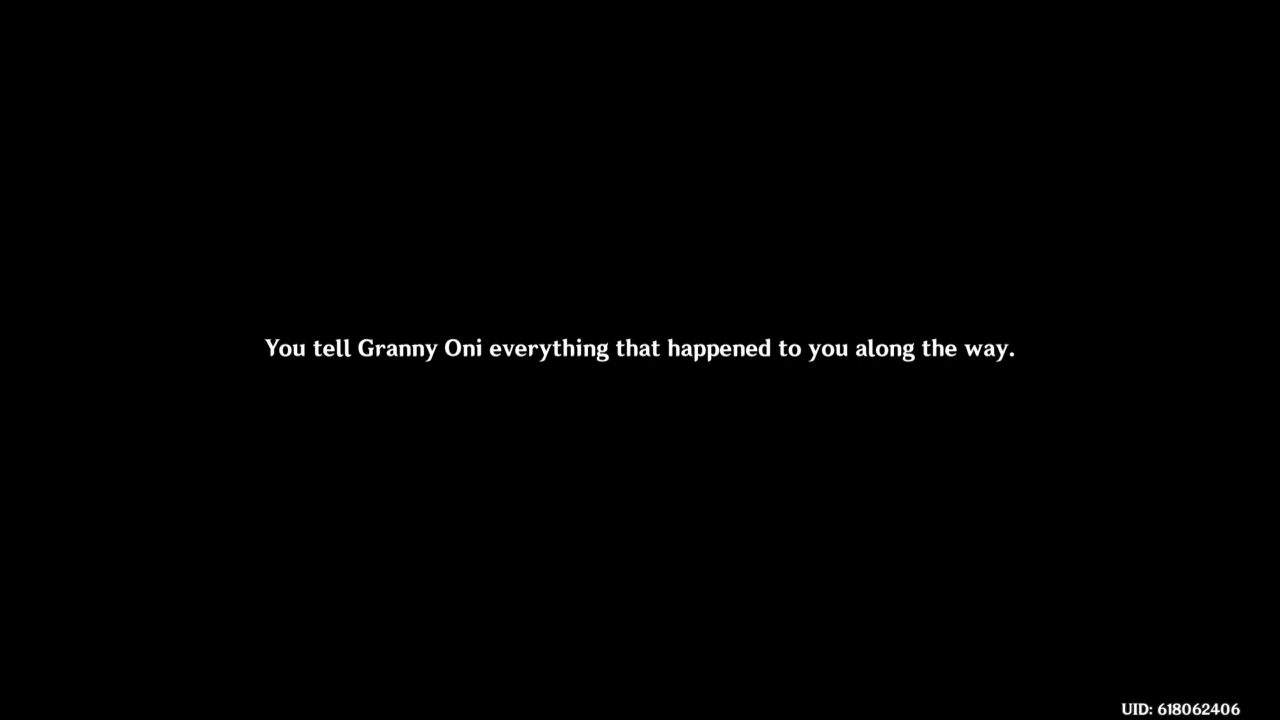 You tell Granny Oni everything that happened to you along the way.
UID: 618062406